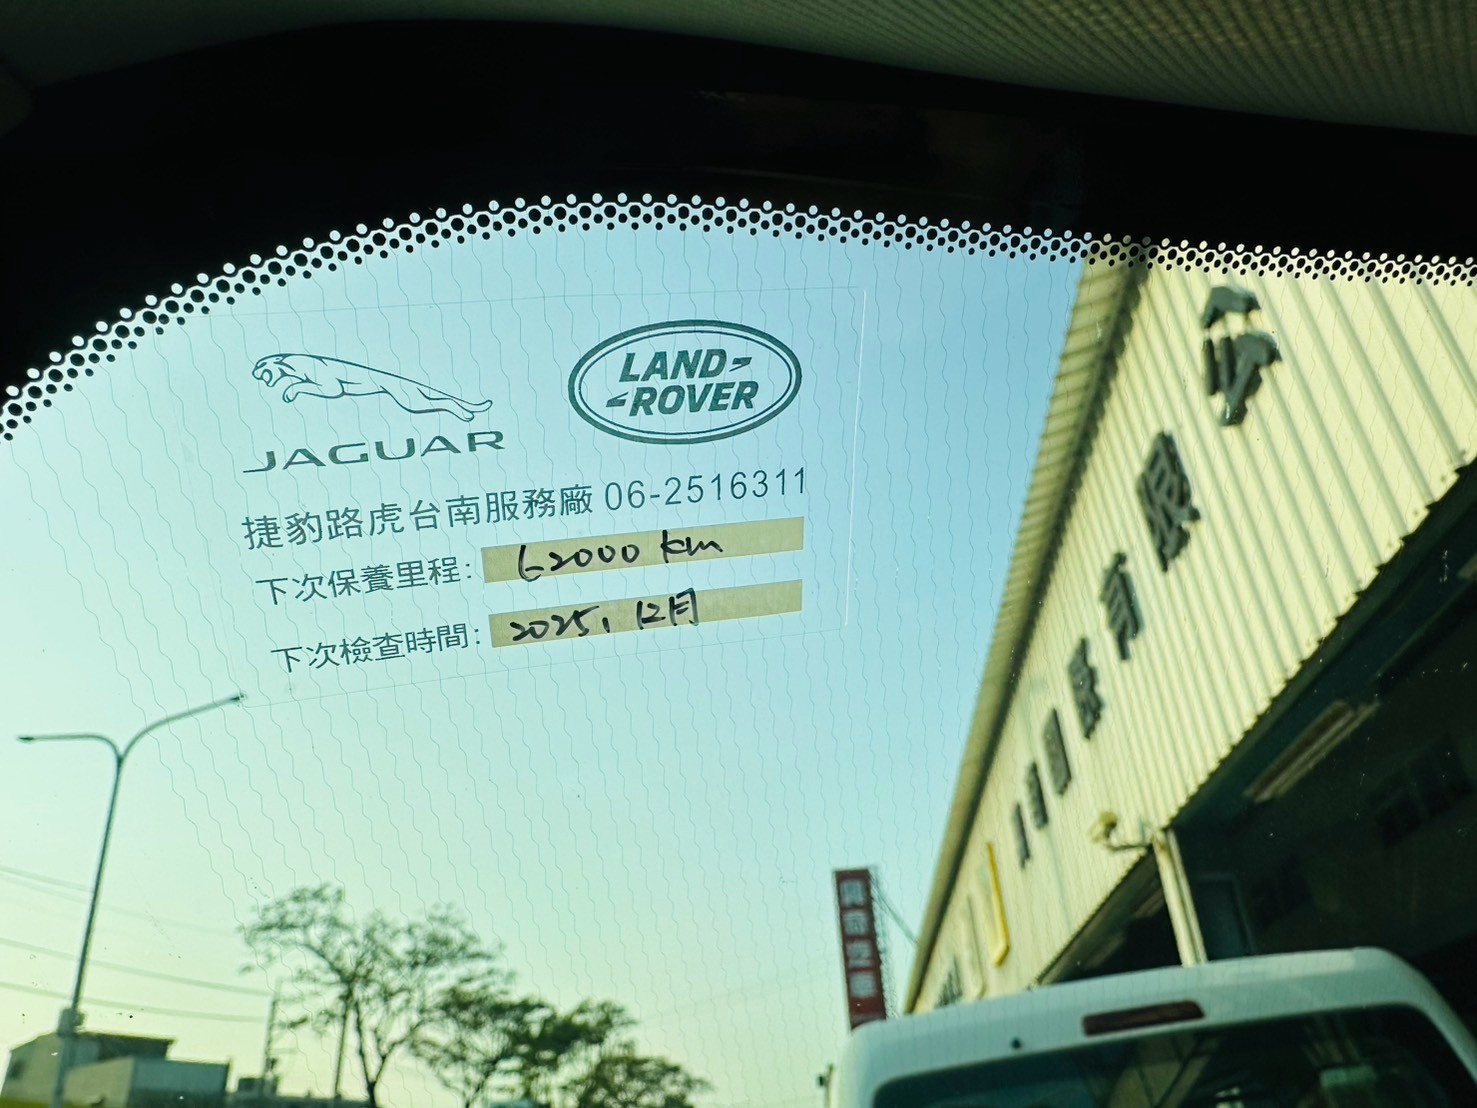 JAGUAR
LAND
ROVER
捷豹路虎台南服務廠 06-2516311
下次保養里程: 62000 km
下次檢查時間: 2025, 12月